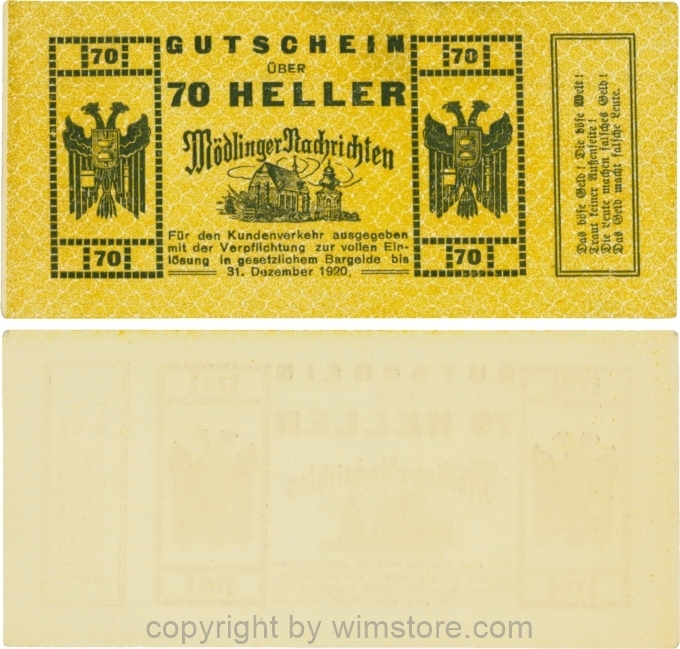 GUTSCHEIN
ÜBER
70 HELLER
70
70
70
70
Mödlinger Nachrichten
Für den Kundenverkehr ausgegeben
mit der Verpflichtung zur vollen Ein-
lösung in gesetzlichem Bargelde bis
31. Dezember 1920.
Das böse Geld! Die böse Welt!
Traut keiner Außenseite!
Die Leute machen falsches Geld!
Das Geld macht falsche Leute.
copyright by wimstore.com